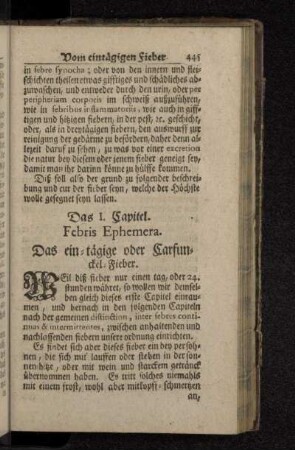 Vom eintägigen Fieber 445
in febre synocha; oder von den innern und flei-
schichten theilen etwas gifftiges und schädliches ab-
zuwaschen, und entweder durch den urin, oder per
peripheriam corporis im schweiß außzuführen,
wie in febribus inflammatoriis, wie auch in giffti-
gen und hitzigen fiebern, in der pest, ꝛc. geschicht,
oder, als in dreytägigen fiebern, den auswurff zur
reinigung der gedärme zu befördern, daher denn al-
lezeit darauf zu sehen, zu was vor einer excretion
die natur bey diesem oder jenem fieber geneigt sey,
damit man ihr darinn könne zu hülffe kommen.
Diß soll also der grund zu folgender beschrei-
bung und cur der fieber seyn, welche der Höchste
wolle gesegnet seyn lassen.
Das I. Capitel.
Febris Ephemera.
Das ein-tägige oder Carfun-
ckel-Fieber.
WEil diß fieber nur einen tag, oder 24.
stunden währet, so wollen wir demsel-
ben gleich dieses erste Capitel einrau-
men, und hernach in den folgenden Capiteln
nach der gemeinen distinction, inter febres conti-
nuas & intermittentes, zwischen anhaltenden und
nachlassenden fiebern unsere ordnung einrichten.
Es findet sich aber dieses fieber ein bey perso-
nen, die sich mit lauffen oder stehen in der son-
nen-hitze, oder mit wein und starckem geträncke
übernommen haben. Es tritt solches niemahls
mit einem frost, wohl aber mit kopff-schmertzen
an,